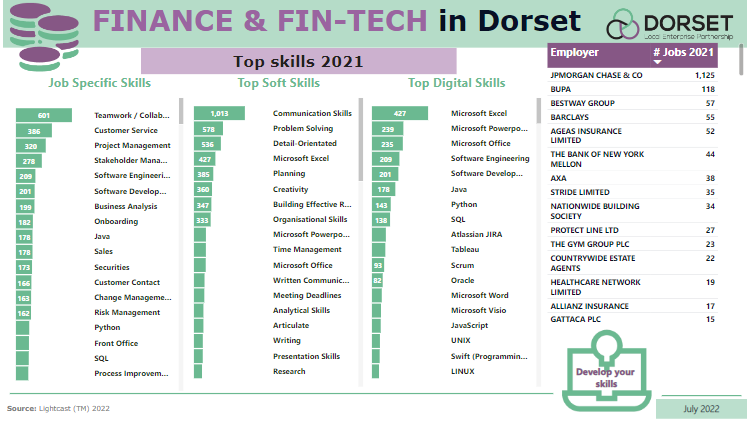 FINANCE & FIN-TECH in Dorset
DORSET
Local Enterprise Partnership
Top skills 2021
Job Specific Skills
601 Teamwork / Collab...
386 Customer Service
320 Project Management
278 Stakeholder Mana...
209 Software Engineeri...
201 Software Develop...
199 Business Analysis
182 Onboarding
178 Java
178 Sales
173 Securities
166 Customer Contact
163 Change Manageme...
162 Risk Management
Python
Front Office
SQL
Process Improvem...
Top Soft Skills
1,013 Communication Skills
578 Problem Solving
536 Detail-Orientated
427 Microsoft Excel
385 Planning
360 Creativity
347 Building Effective R...
333 Organisational Skills
Microsoft Powerpo...
Time Management
Microsoft Office
Written Communic...
Meeting Deadlines
Analytical Skills
Articulate
Writing
Presentation Skills
Research
Top Digital Skills
427 Microsoft Excel
239 Microsoft Powerpo...
235 Microsoft Office
209 Software Engineering
201 Software Develop...
178 Java
143 Python
138 SQL
Atlassian JIRA
Tableau
93 Scrum
82 Oracle
Microsoft Word
Microsoft Visio
JavaScript
UNIX
Swift (Programmin...
LINUX
Employer # Jobs 2021
JPMORGAN CHASE & CO 1,125
BUPA 118
BESTWAY GROUP 57
BARCLAYS 55
AGEAS INSURANCE 52
LIMITED
THE BANK OF NEW YORK 44
MELLON
AXA 38
STRIDE LIMITED 35
NATIONWIDE BUILDING 34
SOCIETY
PROTECT LINE LTD 27
THE GYM GROUP PLC 23
COUNTRYWIDE ESTATE 22
AGENTS
HEALTHCARE NETWORK 19
LIMITED
ALLIANZ INSURANCE 17
GATTACA PLC 15
Develop your
skills
Source: Lightcast (TM) 2022
July 2022